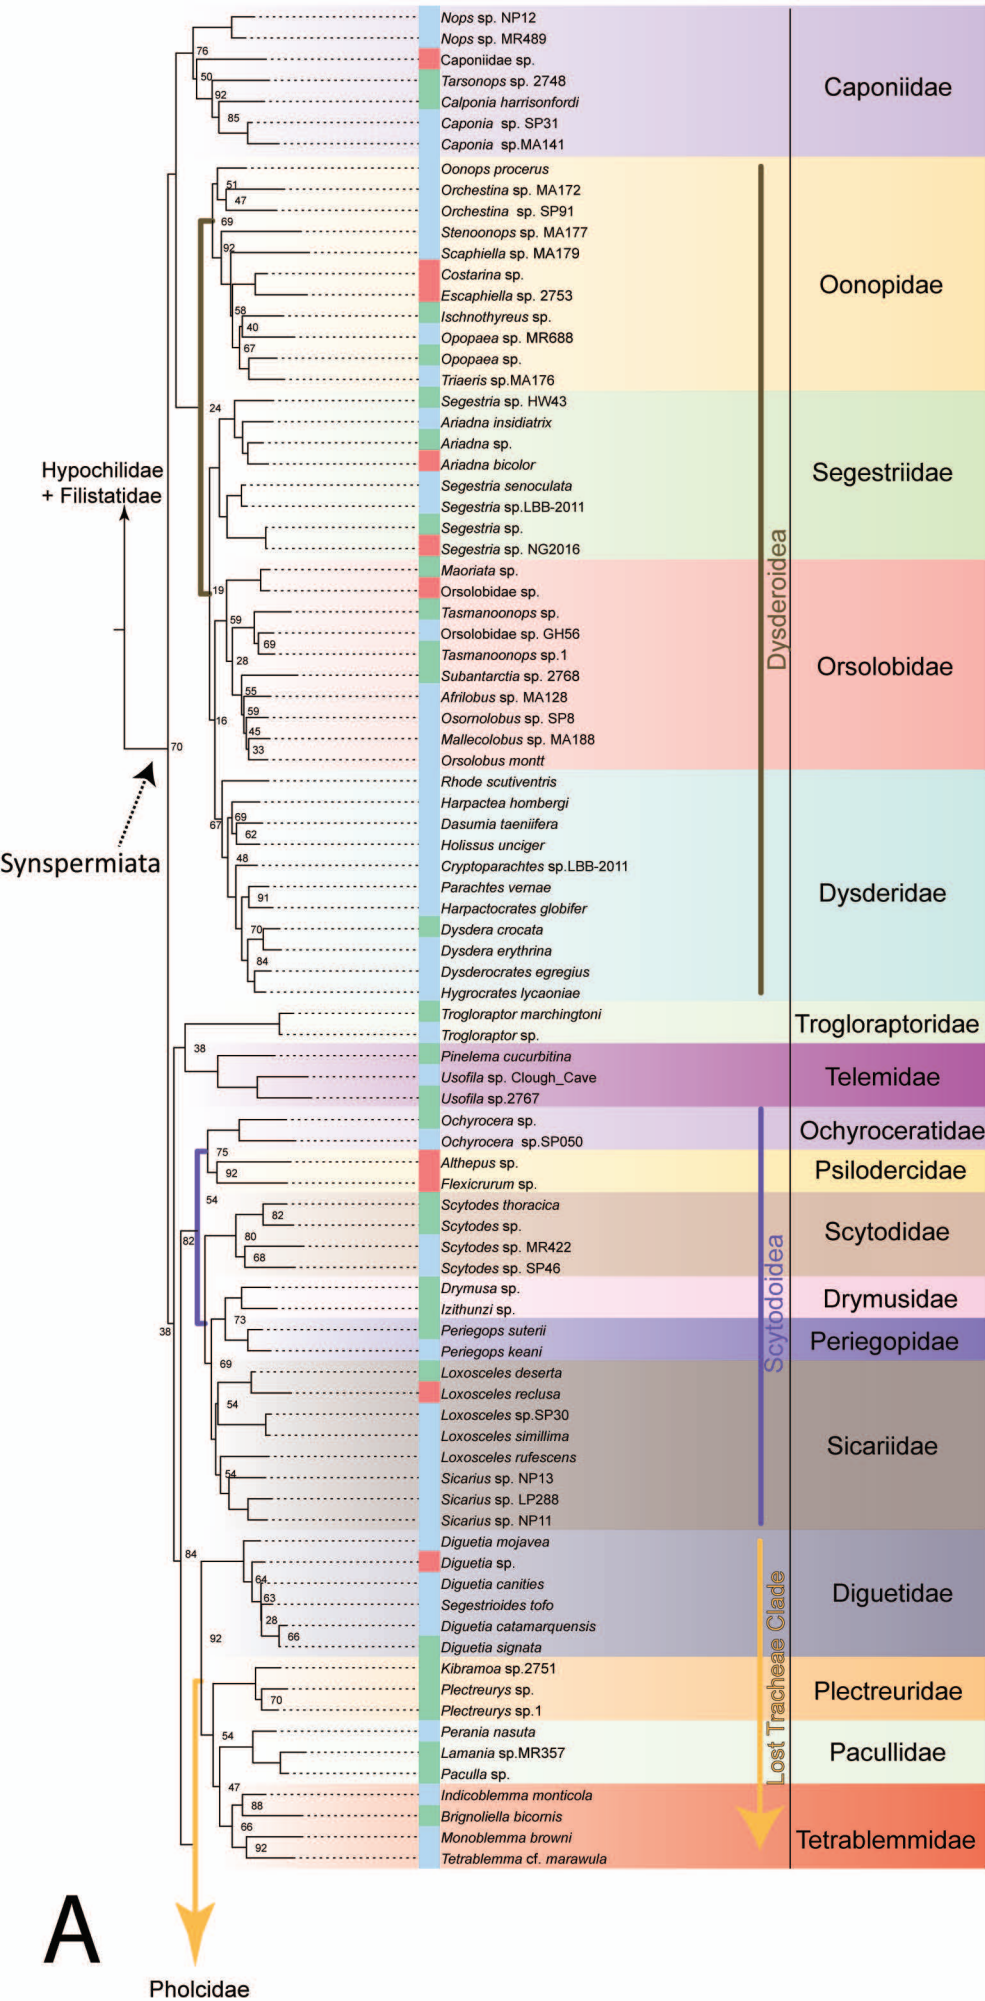 Nops sp. NP12
Nops sp. MR489
76
Caponiidae sp.
50
Tarsonops sp. 2748
92
Calponia harrisonfordi
85
Caponia sp. SP31
Caponia sp.MA141
Caponiidae
Oonops procerus
51
Orchestina sp. MA172
47
Orchestina sp. SP91
69
Stenoonops sp. MA177
92
Scaphiella sp. MA179
Costarina sp.
Escaphiella sp. 2753
58
Ischnothyreus sp.
40
Opopaea sp. MR688
67
Opopaea sp.
Triaeris sp.MA176
Oonopidae
24
Segestria sp. HW43
Ariadna insidiatrix
Ariadna sp.
Ariadna bicolor
Segestria senoculata
Segestria sp.LBB-2011
Segestria sp.
Segestria sp. NG2016
Segestriidae
Hypochilidae
+ Filistatidae
Dysderoidea
Maoriata sp.
19
Orsolobidae sp.
Tasmanoonops sp.
59
Orsolobidae sp. GH56
69
Tasmanoonops sp.1
28
Subantarctia sp. 2768
55
Afrilobus sp. MA128
59
Osornolobus sp. SP8
16
45
Mallecolobus sp. MA188
33
Orsolobus montt
Orsolobidae
70
Synspermiata
Rhode scutiventris
Harpactea hombergi
69
67
Dasumia taeniifera
62
Holissus unciger
48
Cryptoparachtes sp.LBB-2011
Parachtes vernae
91
Harpactocrates globifer
70
Dysdera crocata
Dysdera erythrina
84
Dysderocrates egregius
Hygrocrates lycaoniae
Dysderidae
Trogloraptor marchingtoni
Trogloraptor sp.
Trogloraptoridae
38
Pinelema cucurbitina
Usofila sp. Clough_Cave
Usofila sp.2767
Telemidae
Ochyrocera sp.
Ochyrocera sp.SP050
Ochyroceratidae
75
Althepus sp.
92
Flexicrurum sp.
Psilodercidae
54
Scytodes thoracica
82
Scytodes sp.
82
80
Scytodes sp. MR422
68
Scytodes sp. SP46
Scytodidae
Scytodoidea
Drymusa sp.
Izithunzi sp.
Drymusidae
73
38
Periegops suterii
Periegops keani
Periegopidae
69
Loxosceles deserta
Loxosceles reclusa
54
Loxosceles sp.SP30
Loxosceles simillima
Loxosceles rufescens
54
Sicarius sp. NP13
Sicarius sp. LP288
Sicarius sp. NP11
Sicariidae
84
Diguetia mojavea
Diguetia sp.
64
Diguetia canities
63
Segestrioides tofo
28
Diguetia catamarquensis
66
92
Diguetia signata
Diguetidae
Lost Tracheae Clade
Kibramoa sp.2751
Plectreurys sp.
70
Plectreurys sp.1
Plectreuridae
54
Perania nasuta
Lamania sp.MR357
Paculla sp.
Pacullidae
47
Indicoblemma monticola
88
Brignoliella bicornis
66
Monoblemma browni
92
Tetrablemma cf. marawula
Tetrablemmidae
A
Pholcidae